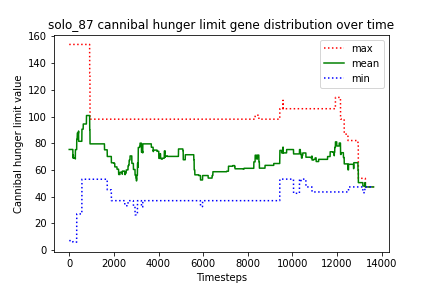 solo_87 cannibal hunger limit gene distribution over time
160
140
120
100
80
60
40
20
0
Cannibal hunger limit value
max
mean
min
0 2000 4000 6000 8000 10000 12000 14000
Timesteps